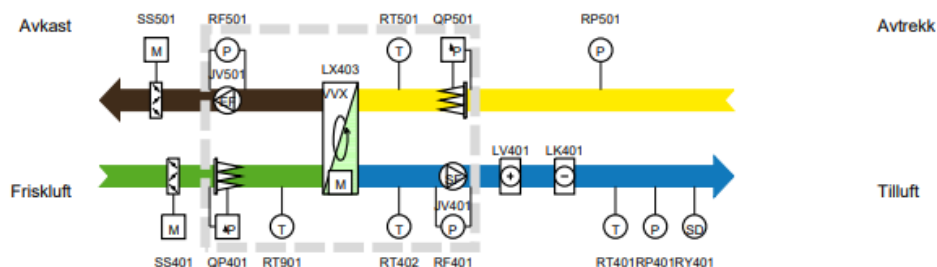 SS501 RF501 RT501 QP501 RP501
Avkast Avtrekk
M P T P P
JV501 LX403
EF VVX
LV401 LK401
Friskluft M SF + − Tilluft
JV401
M P T T P T P SD
SS401 QP401 RT901 RT402 RF401 RT401 RP401 RY401